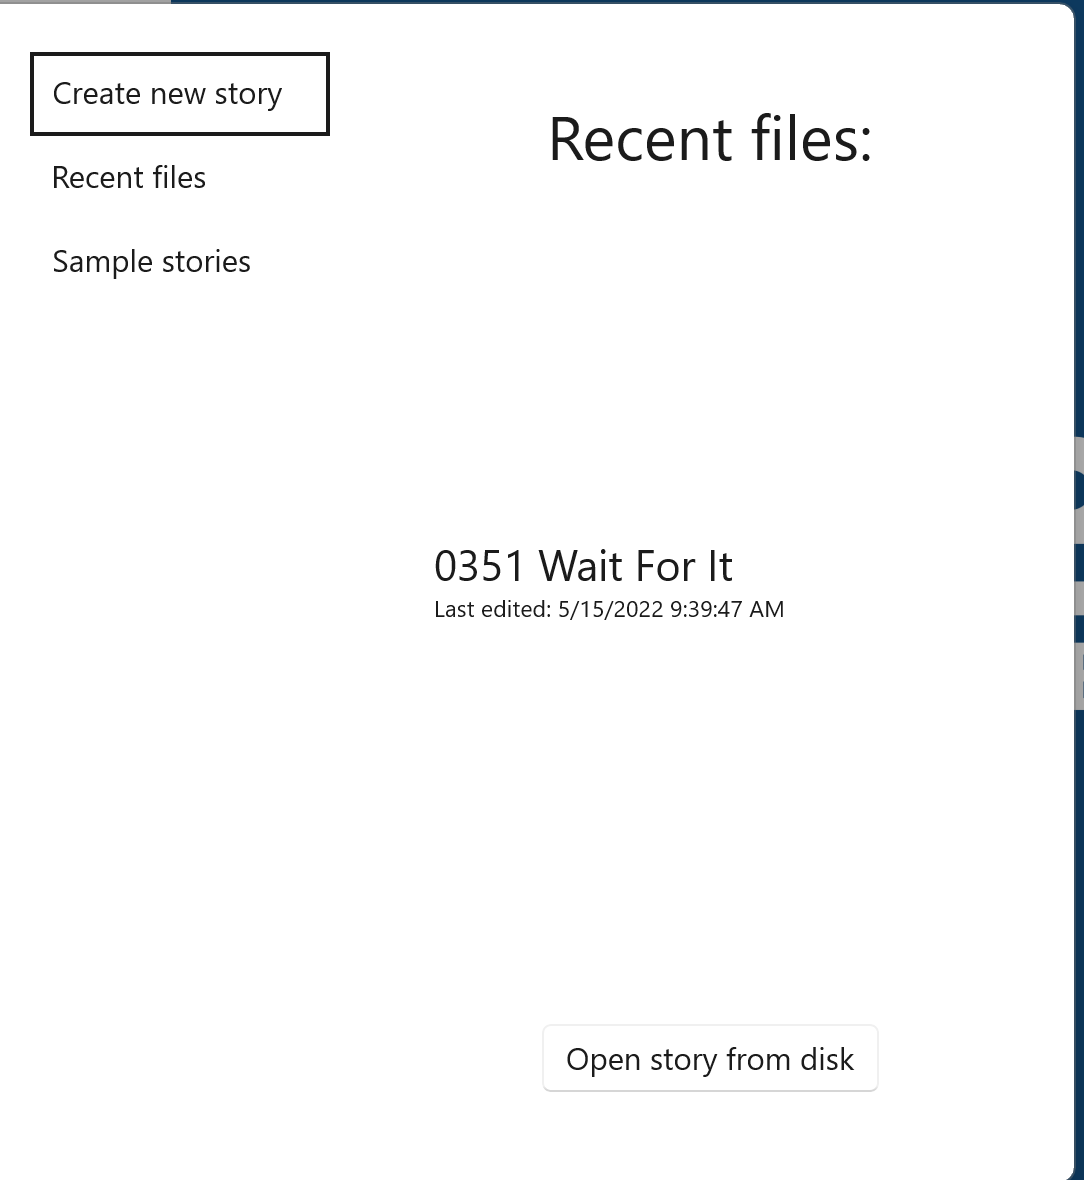 Create new story
Recent files
Sample stories
Recent files:
0351 Wait For It
Last edited: 5/15/2022 9:39:47 AM
Open story from disk